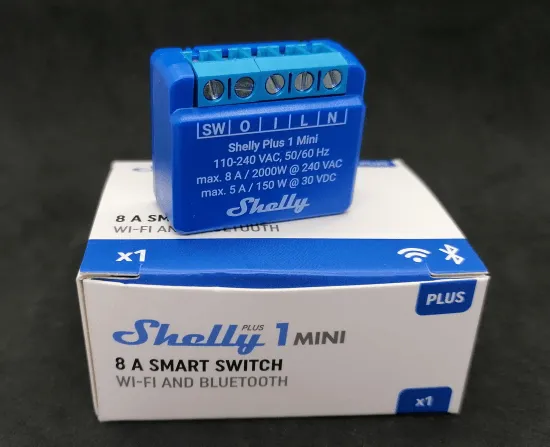 SW O I L N
Shelly Plus 1 Mini
110-240 VAC, 50/60 Hz
max. 8 A / 2000W @ 240 VAC
max. 5 A / 150 W @ 30 VDC
Shelly
8 A SMA
WI-FI AND BLUETOOTH
x1
PLUS
Shelly PLUS 1 MINI
8 A SMART SWITCH
WI-FI AND BLUETOOTH
x1